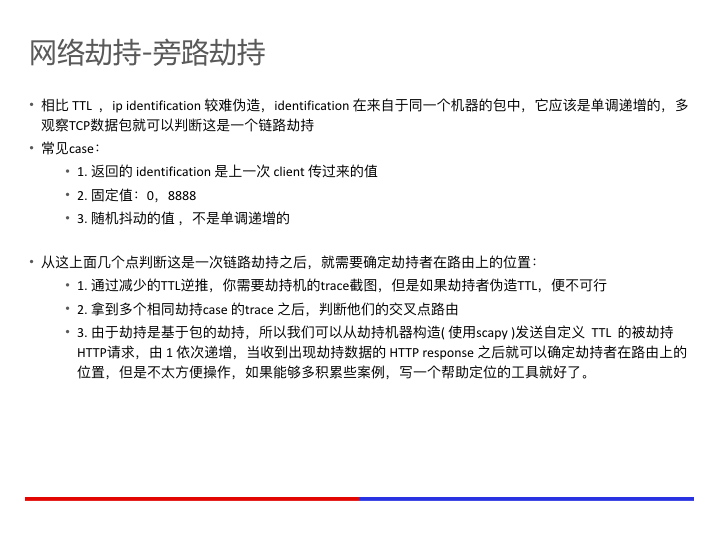 网络劫持-旁路劫持
• 相比 TTL ，ip identification 较难伪造，identification 在来自于同一个机器的包中，它应该是单调递增的，多
观察TCP数据包就可以判断这是一个链路劫持
• 常见case：
• 1. 返回的 identification 是上一次 client 传过来的值
• 2. 固定值：0，8888
• 3. 随机抖动的值 ，不是单调递增的
• 从这上面几个点判断这是一次链路劫持之后，就需要确定劫持者在路由上的位置：
• 1. 通过减少的TTL逆推，你需要劫持机的trace截图，但是如果劫持者伪造TTL，便不可行
• 2. 拿到多个相同劫持case 的trace 之后，判断他们的交叉点路由
• 3. 由于劫持是基于包的劫持，所以我们可以从劫持机器构造( 使用scapy )发送自定义 TTL 的被劫持
HTTP请求，由 1 依次递增，当收到出现劫持数据的 HTTP response 之后就可以确定劫持者在路由上的
位置，但是不太方便操作，如果能够多积累些案例，写一个帮助定位的工具就好了。